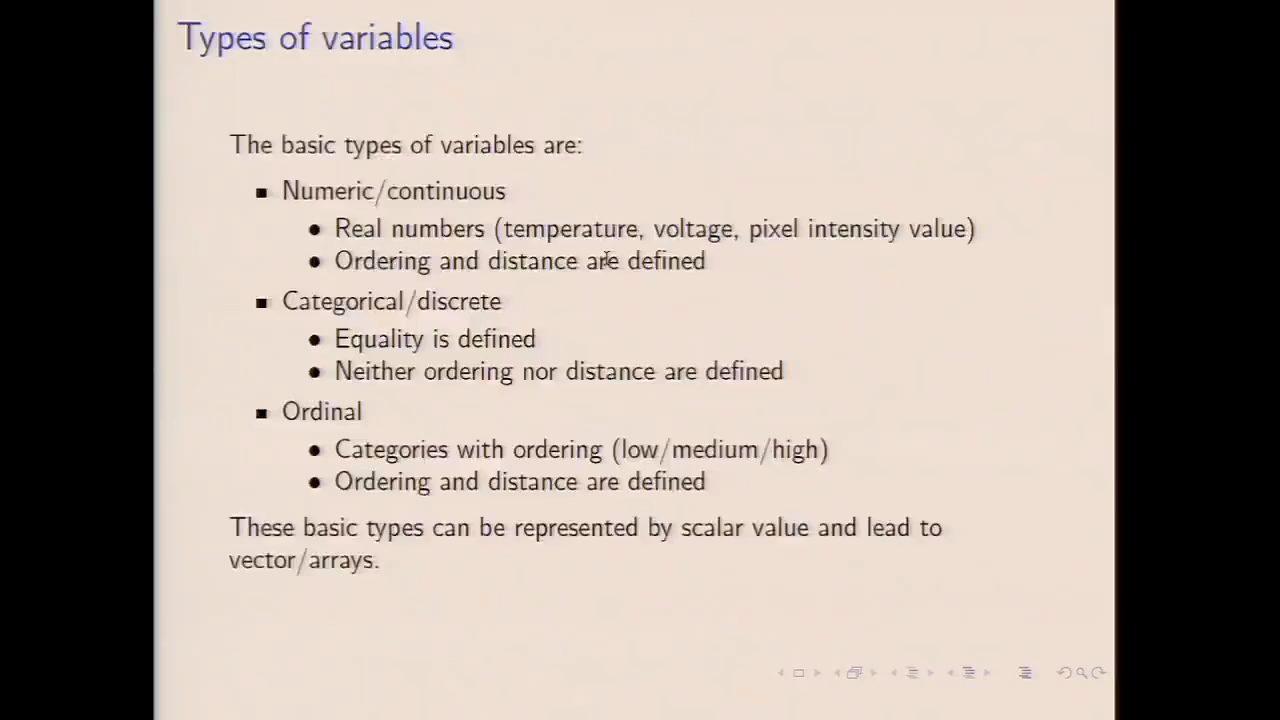 Types of variables
The basic types of variables are:
Numeric/continuous
Real numbers (temperature, voltage, pixel intensity value)
Ordering and distance are defined
Categorical/discrete
Equality is defined
Neither ordering nor distance are defined
Ordinal
Categories with ordering (low/medium/high)
Ordering and distance are defined
These basic types can be represented by scalar value and lead to
vector/arrays.